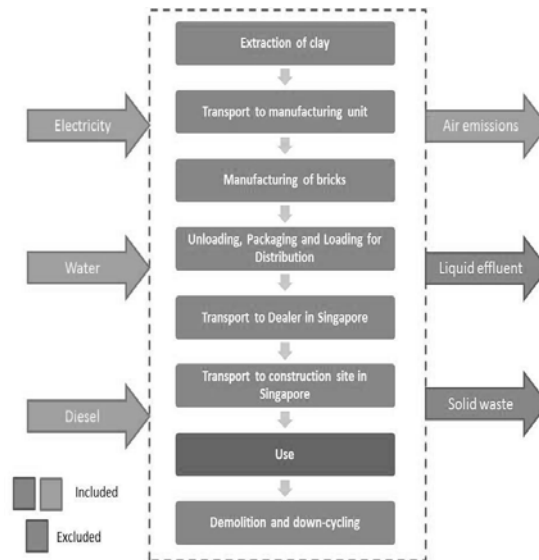 Extraction of clay
Electricity
Transport to manufacturing unit
Air emissions
Manufacturing of bricks
Water
Unloading, Packaging and Loading for
Distribution
Liquid effluent
Transport to Dealer in Singapore
Diesel
Transport to construction site in
Singapore
Solid waste
Use
Included
Demolition and down-cycling
Excluded